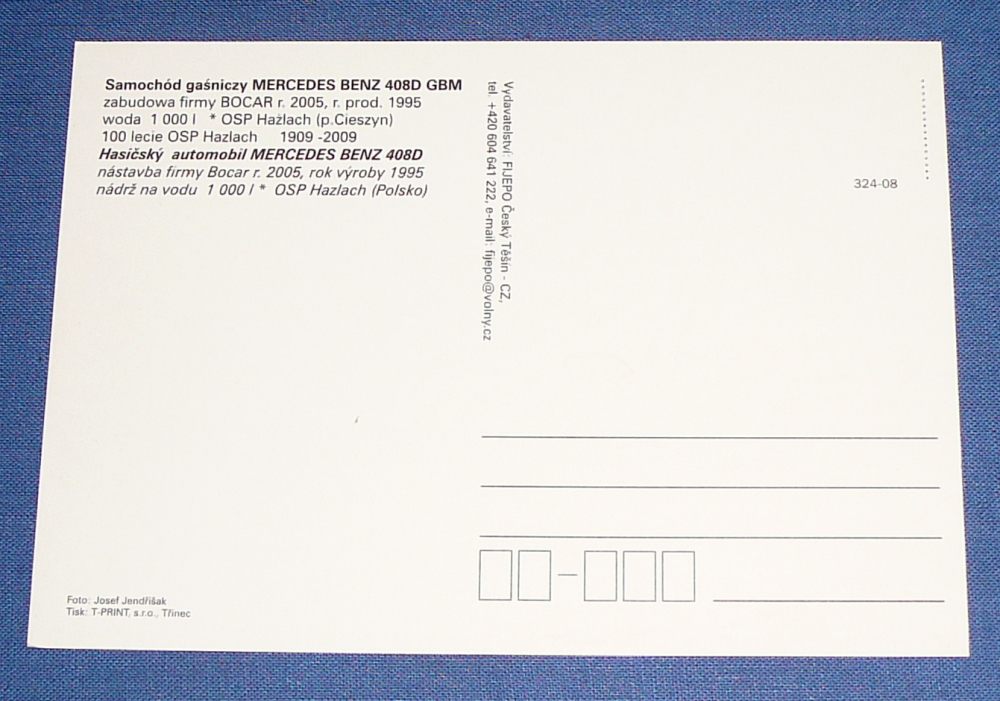 Samochód gaśniczy MERCEDES BENZ 408D GBM
zabudowa firmy BOCAR r. 2005, r. prod. 1995
woda 1 000 l * OSP Hażlach (p.Cieszyn)
100 lecie OSP Hazlach 1909 -2009
Hasičský automobil MERCEDES BENZ 408D
nástavba firmy Bocar r. 2005, rok výroby 1995
nádrž na vodu 1 000 l * OSP Hazlach (Polsko)
Vydavatelství: FIJEPO Český Těšín - CZ,
tel. +420 604 641 222, e-mail: fijepo@volny.cz
324-08
Foto: Josef Jendřišak
Tisk: T-PRINT, s.r.o., Třinec